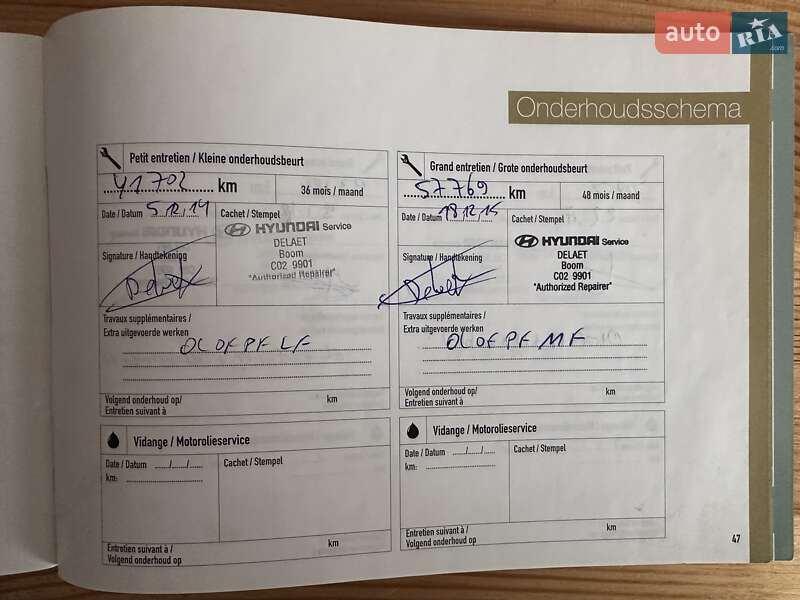 auto RIA.com
Onderhoudsschema
Petit entretien / Kleine onderhoudsbeurt
41702 km
36 mois / maand
Date / Datum 5,12,14
Cachet / Stempel
HYUNDAI Service
DELAET
Boom
C02 9901
"Authorized Repairer"
Signature / Handtekening
Delaet
Travaux supplémentaires /
Extra uitgevoerde werken
OL OF PF LF
Volgend onderhoud op/
Entretien suivant à
km
Grand entretien / Grote onderhoudsbeurt
57769 km
48 mois / maand
Date / Datum 18,12,15
Cachet / Stempel
HYUNDAI Service
DELAET
Boom
C02 9901
"Authorized Repairer"
Signature / Handtekening
Delaet
Travaux supplémentaires /
Extra uitgevoerde werken
OL OF PF MF
Volgend onderhoud op/
Entretien suivant à
km
Vidange / Motorolieservice
Date / Datum ....../....../......
km:
Cachet / Stempel
Entretien suivant à /
Volgend onderhoud op
km
Vidange / Motorolieservice
Date / Datum ....../....../......
km:
Cachet / Stempel
Entretien suivant à /
Volgend onderhoud op
km
47